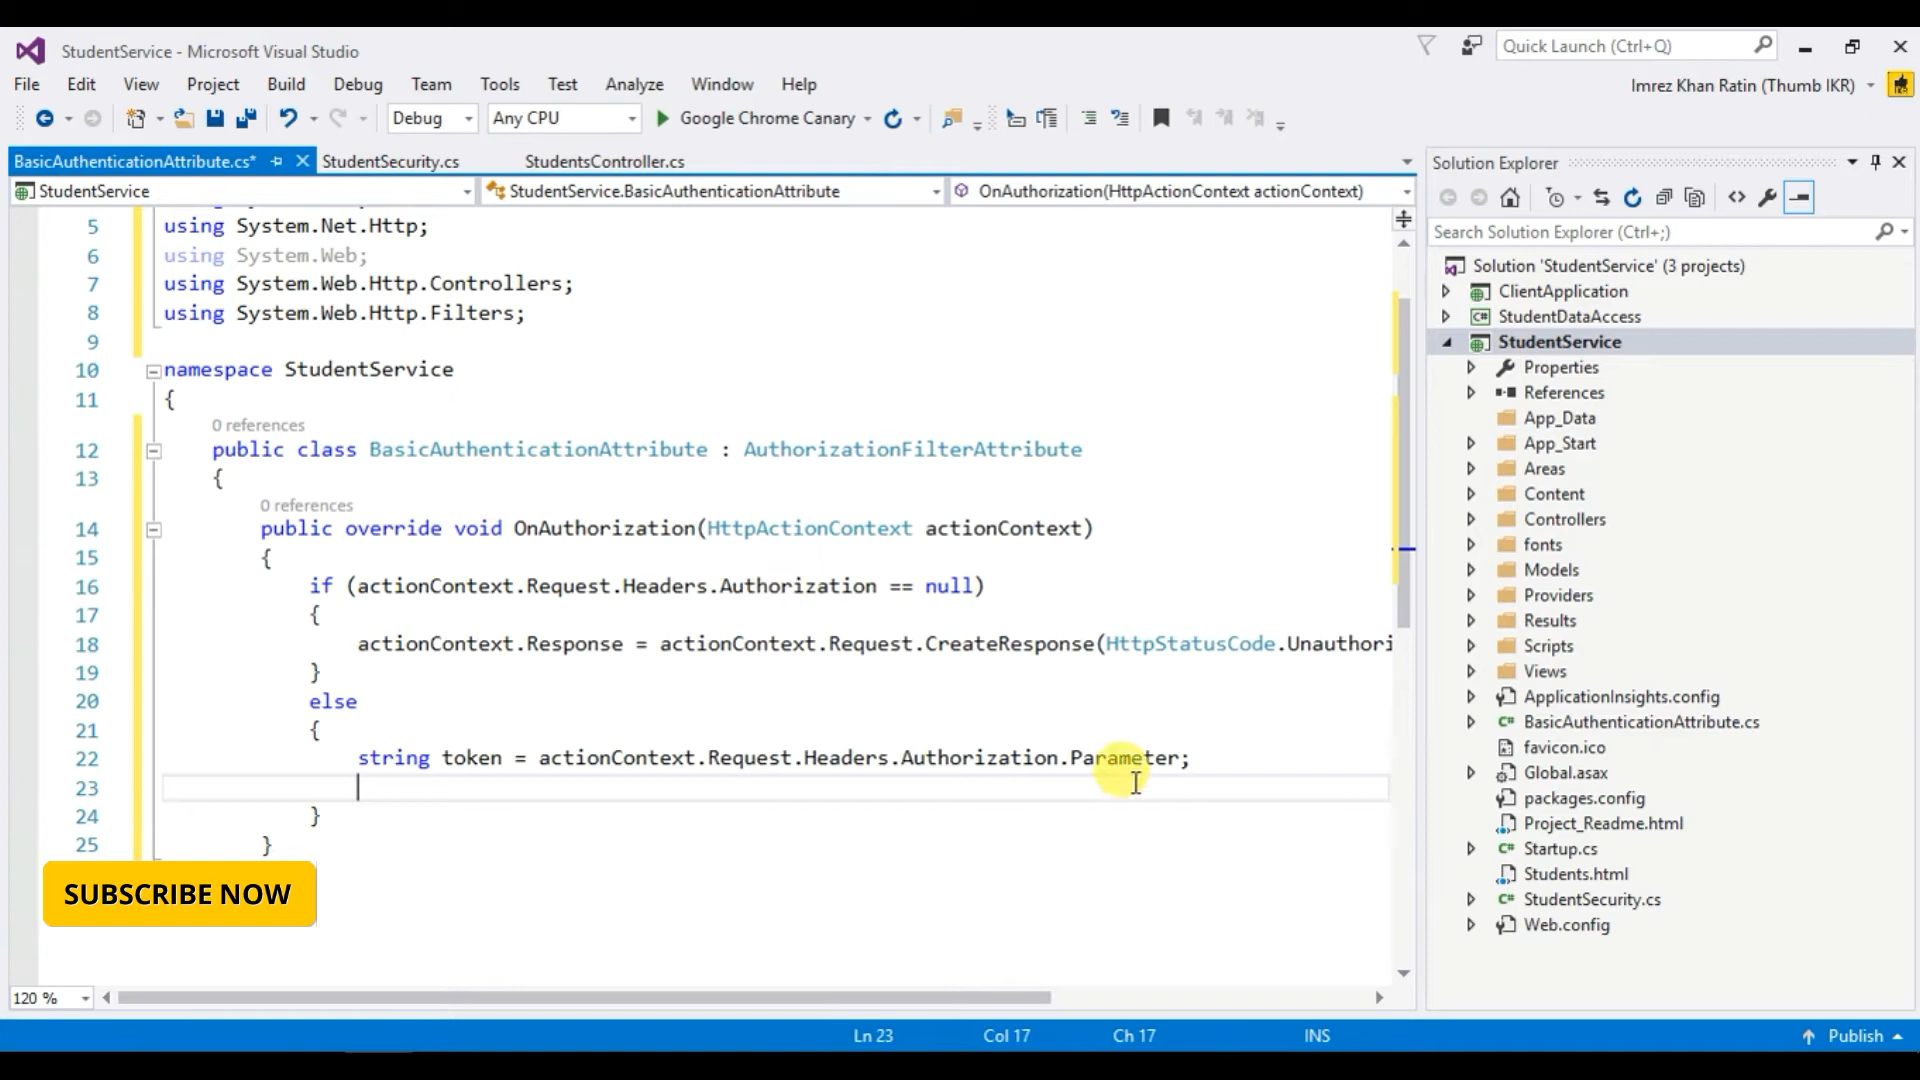 StudentService - Microsoft Visual Studio
Quick Launch (Ctrl+Q)
File Edit View Project Build Debug Team Tools Test Analyze Window Help
Imrez Khan Ratin (Thumb IKR)
Debug Any CPU Google Chrome Canary
BasicAuthenticationAttribute.cs* StudentSecurity.cs StudentsController.cs
StudentService StudentService.BasicAuthenticationAttribute OnAuthorization(HttpActionContext actionContext)
5 using System.Net.Http;
6 using System.Web;
7 using System.Web.Http.Controllers;
8 using System.Web.Http.Filters;
9
10 namespace StudentService
11 {
0 references
12 public class BasicAuthenticationAttribute : AuthorizationFilterAttribute
13 {
0 references
14 public override void OnAuthorization(HttpActionContext actionContext)
15 {
16 if (actionContext.Request.Headers.Authorization == null)
17 {
18 actionContext.Response = actionContext.Request.CreateResponse(HttpStatusCode.Unauthori
19 }
20 else
21 {
22 string token = actionContext.Request.Headers.Authorization.Parameter;
23
24 }
25 }
SUBSCRIBE NOW
120 %
Ln 23 Col 17 Ch 17 INS Publish
Solution Explorer
Search Solution Explorer (Ctrl+;)
Solution 'StudentService' (3 projects)
ClientApplication
C# StudentDataAccess
StudentService
Properties
References
App_Data
App_Start
Areas
Content
Controllers
fonts
Models
Providers
Results
Scripts
Views
ApplicationInsights.config
C# BasicAuthenticationAttribute.cs
favicon.ico
Global.asax
packages.config
Project_Readme.html
C# Startup.cs
Students.html
C# StudentSecurity.cs
Web.config